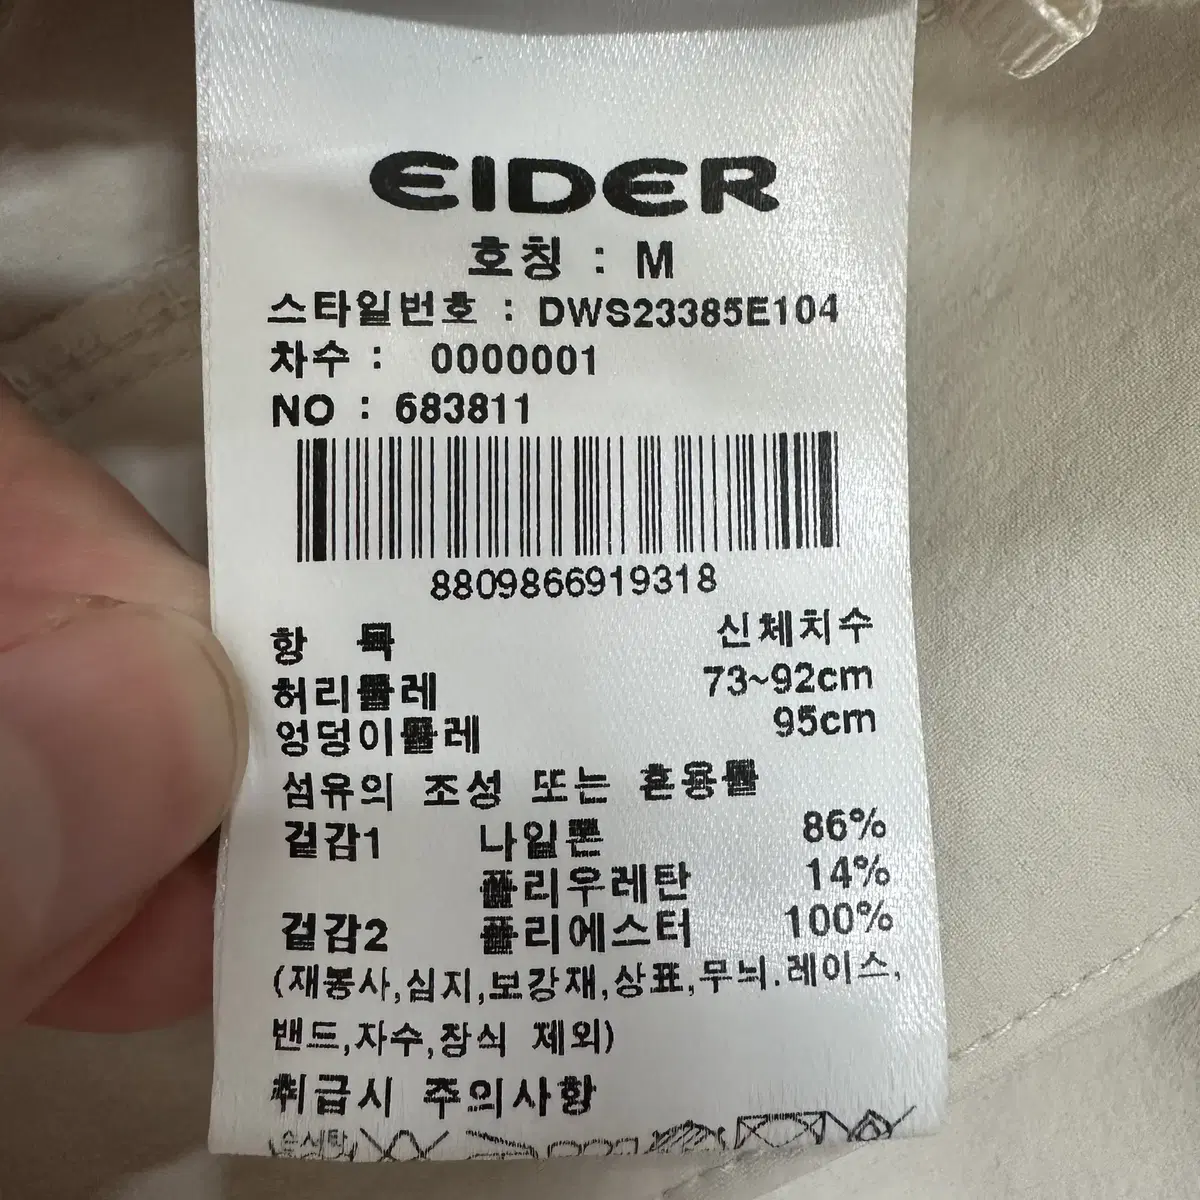 EIDER
호칭 : M
스타일번호 : DWS23385E104
차수 : 0000001
NO : 683811
8809866919318
항 목 신체치수
허리둘레 73~92cm
엉덩이둘레 95cm
섬유의 조성 또는 혼용률
겉감1 나일론 86%
폴리우레탄 14%
겉감2 폴리에스터 100%
(재봉사,심지,보강재,상표,무늬.레이스,
밴드,자수,장식 제외)
취급시 주의사항
손세탁